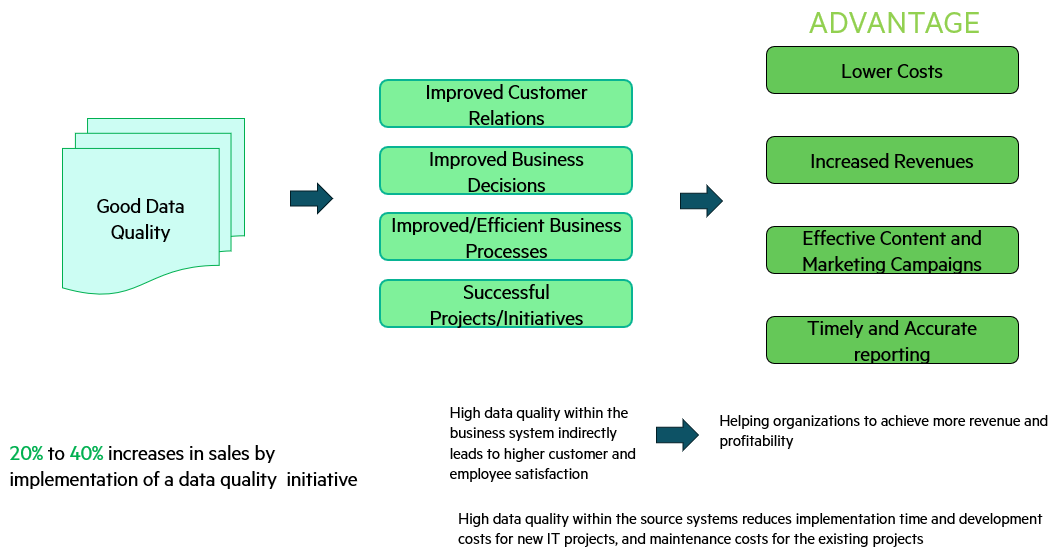 ADVANTAGE
Good Data
Quality
Improved Customer
Relations
Improved Business
Decisions
Improved/Efficient Business
Processes
Successful
Projects/Initiatives
Lower Costs
Increased Revenues
Effective Content and
Marketing Campaigns
Timely and Accurate
reporting
20% to 40% increases in sales by
implementation of a data quality  initiative
High data quality within the
business system indirectly
leads to higher customer and
employee satisfaction
Helping organizations to achieve more revenue and
profitability
High data quality within the source systems reduces implementation time and development
costs for new IT projects, and maintenance costs for the existing projects